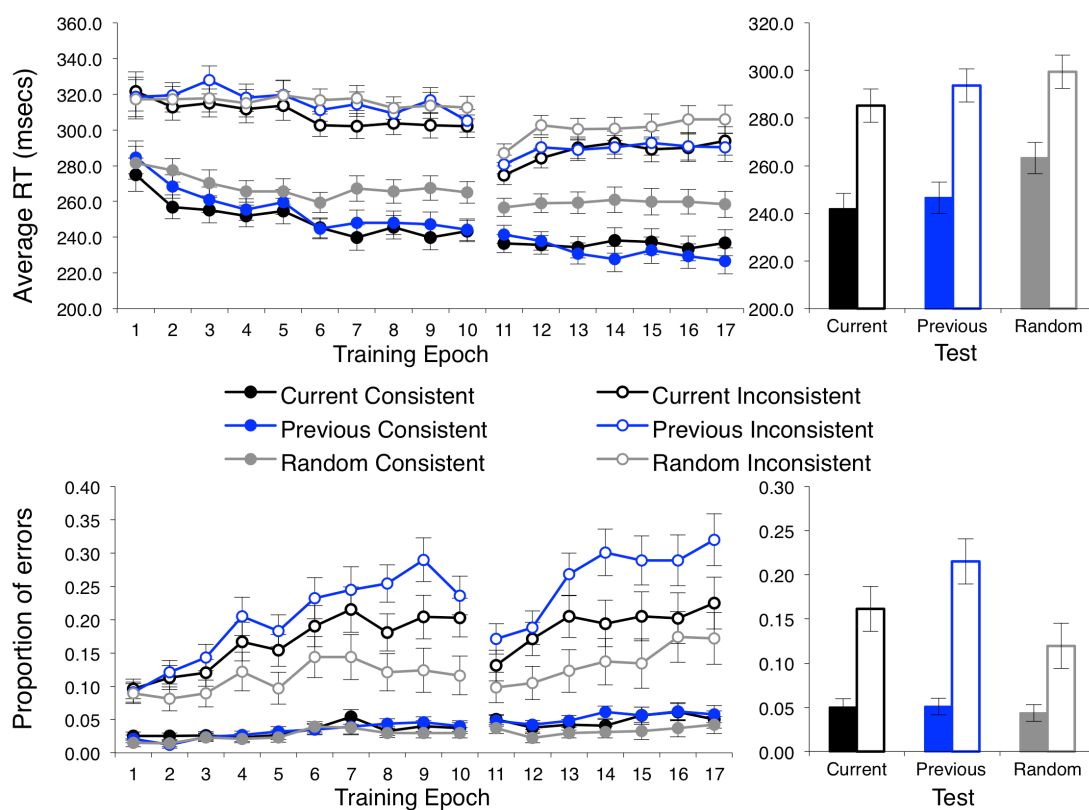 Average RT (msecs)
360.0
340.0
320.0
300.0
280.0
260.0
240.0
220.0
200.0
1 2 3 4 5 6 7 8 9 10 11 12 13 14 15 16 17
Training Epoch
320.0
300.0
280.0
260.0
240.0
220.0
200.0
Current Previous Random
Test
Current Consistent
Current Inconsistent
Previous Consistent
Previous Inconsistent
Random Consistent
Random Inconsistent
Proportion of errors
0.40
0.35
0.30
0.25
0.20
0.15
0.10
0.05
0.00
1 2 3 4 5 6 7 8 9 10 11 12 13 14 15 16 17
Training Epoch
0.30
0.25
0.20
0.15
0.10
0.05
0.00
Current Previous Random
Test